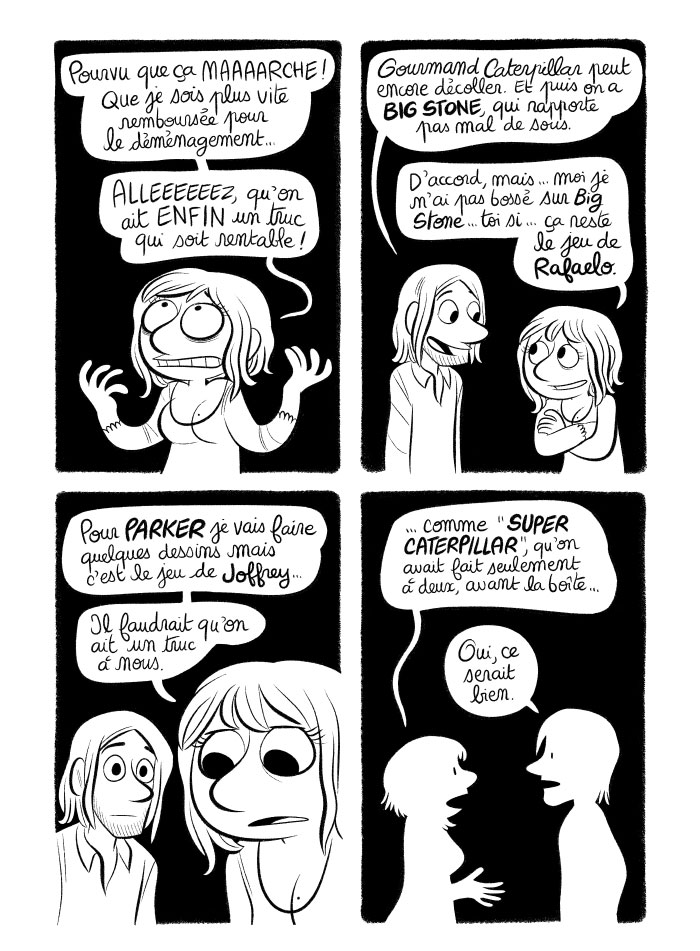 Pourvu que ça MAAAARCHE!
Que je sois plus vite
remboursée pour
le déménagement...
ALLEEEEEEZ, qu'on
ait ENFIN un truc
qui soit rentable!
Gourmand Caterpillar peut
encore décoller. Et puis on a
BIG STONE, qui rapporte
pas mal de sous.
D'accord, mais... moi je
m'ai pas bossé sur Big
Stone... toi si... ça reste
le jeu de
Rafaelo.
Pour PARKER je vais faire
quelques dessins mais
c'est le jeu de Joffrey...
Il faudrait qu'on
ait un truc
à nous.
... comme "SUPER
CATERPILLAR", qu'on
avait fait seulement
à deux, avant la boîte...
Oui, ce
serait
bien.